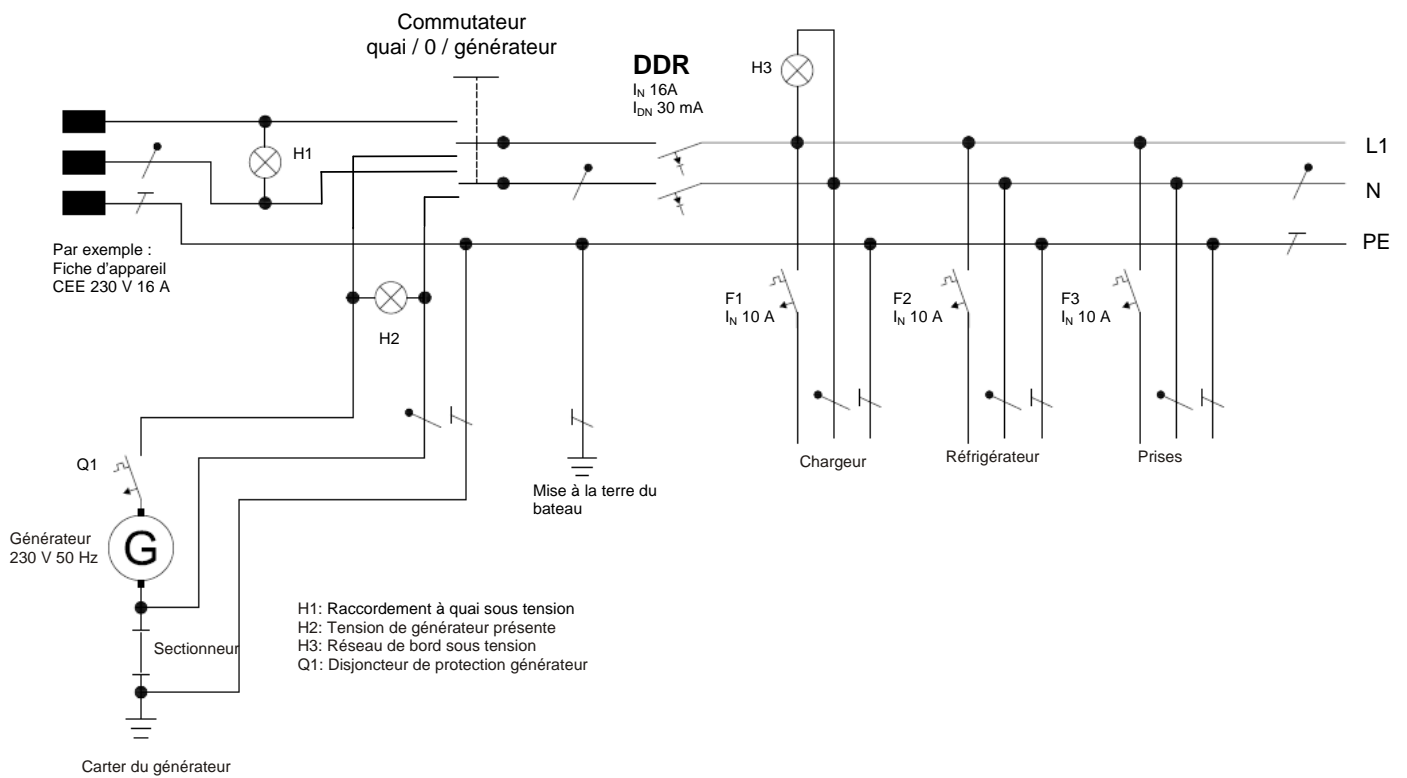 Commutateur
quai / 0 / générateur
DDR
IN 16A
IDN 30 mA
H3
H1
L1
N
PE
Par exemple :
Fiche d'appareil
CEE 230 V 16 A
H2
F1
IN 10 A
F2
IN 10 A
F3
IN 10 A
Chargeur
Réfrigérateur
Prises
Q1
Mise à la terre du
bateau
Générateur
230 V 50 Hz
G
Sectionneur
H1: Raccordement à quai sous tension
H2: Tension de générateur présente
H3: Réseau de bord sous tension
Q1: Disjoncteur de protection générateur
Carter du générateur